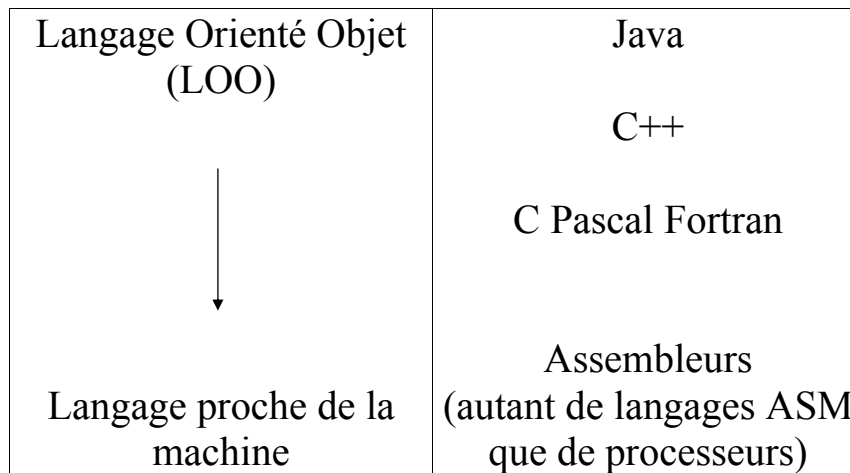 Langage Orienté Objet
(LOO)
Langage proche de la
machine
Java
C++
C Pascal Fortran
Assembleurs
(autant de langages ASM
que de processeurs)